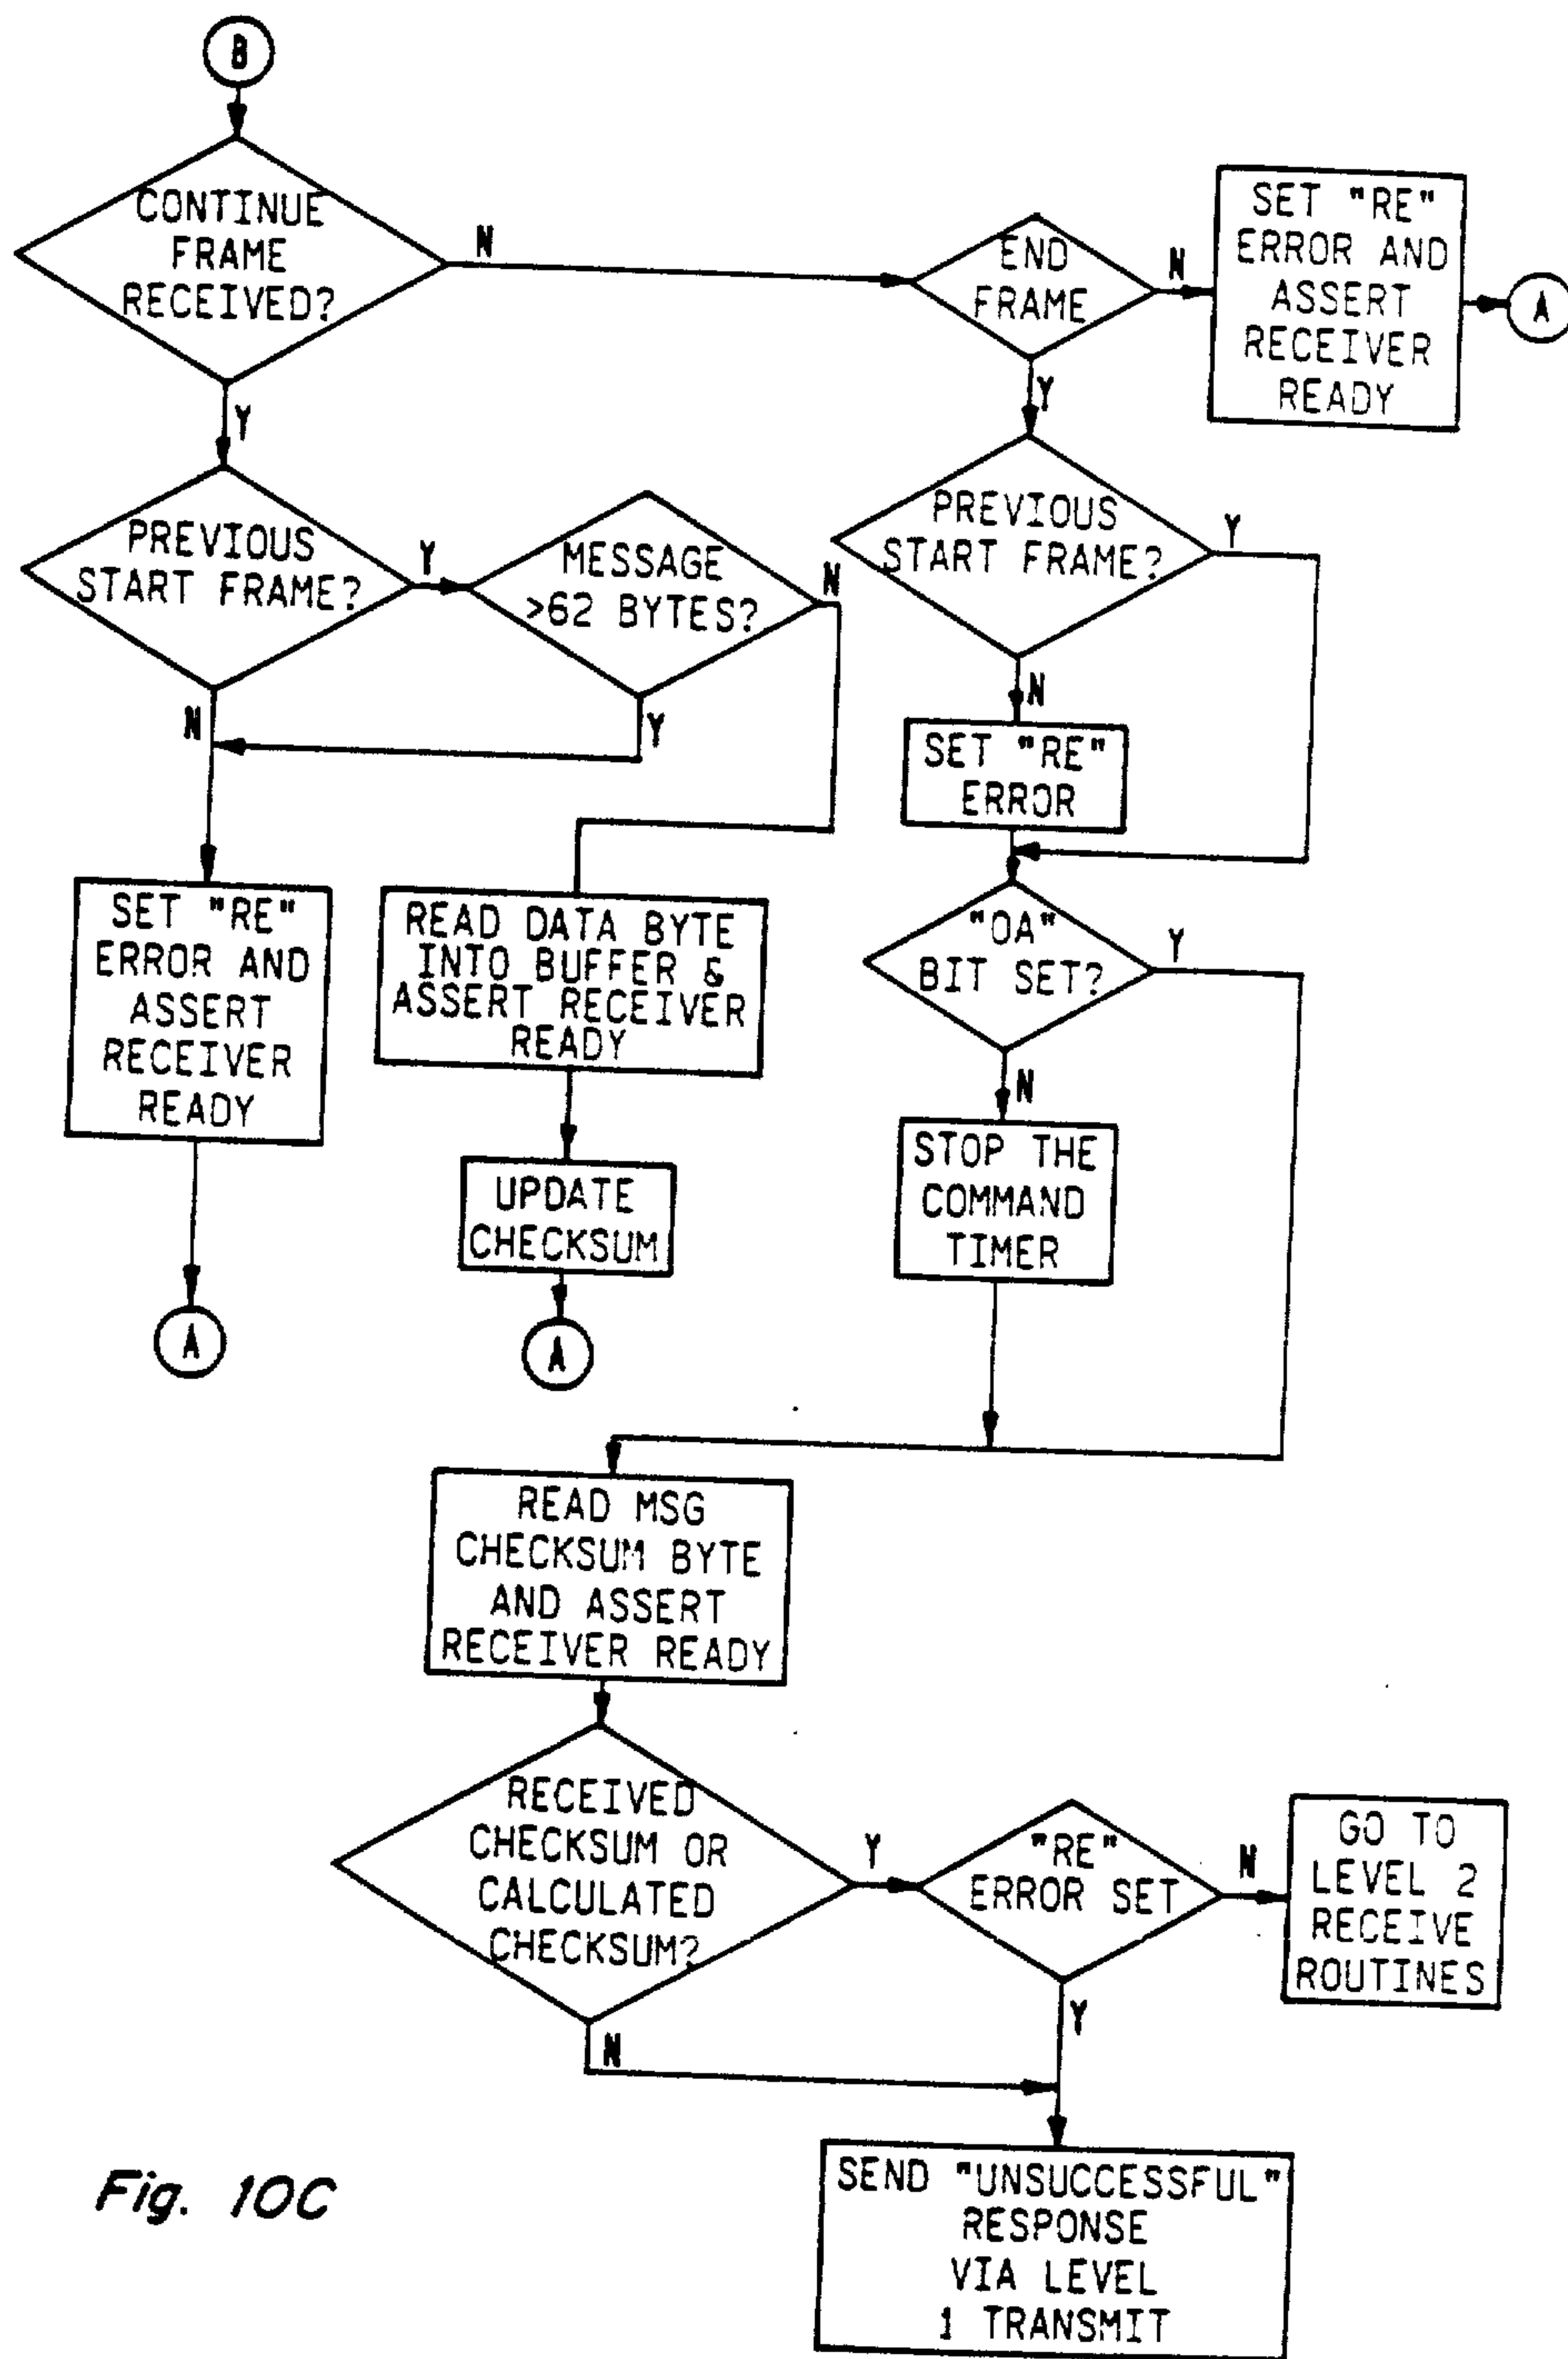 B
CONTINUE
FRAME
RECEIVED?
N
Y
END
FRAME
N
Y
SET "RE"
ERROR AND
ASSERT
RECEIVER
READY
A
PREVIOUS
START FRAME?
Y
N
MESSAGE
>62 BYTES?
N
Y
PREVIOUS
START FRAME?
Y
N
SET "RE"
ERROR
SET "RE"
ERROR AND
ASSERT
RECEIVER
READY
A
READ DATA BYTE
INTO BUFFER &
ASSERT RECEIVER
READY
UPDATE
CHECKSUM
A
"OA"
BIT SET?
Y
N
STOP THE
COMMAND
TIMER
READ MSG
CHECKSUM BYTE
AND ASSERT
RECEIVER READY
RECEIVED
CHECKSUM OR
CALCULATED
CHECKSUM?
Y
N
"RE"
ERROR SET
N
Y
GO TO
LEVEL 2
RECEIVE
ROUTINES
SEND "UNSUCCESSFUL"
RESPONSE
VIA LEVEL
1 TRANSMIT
Fig. 10C